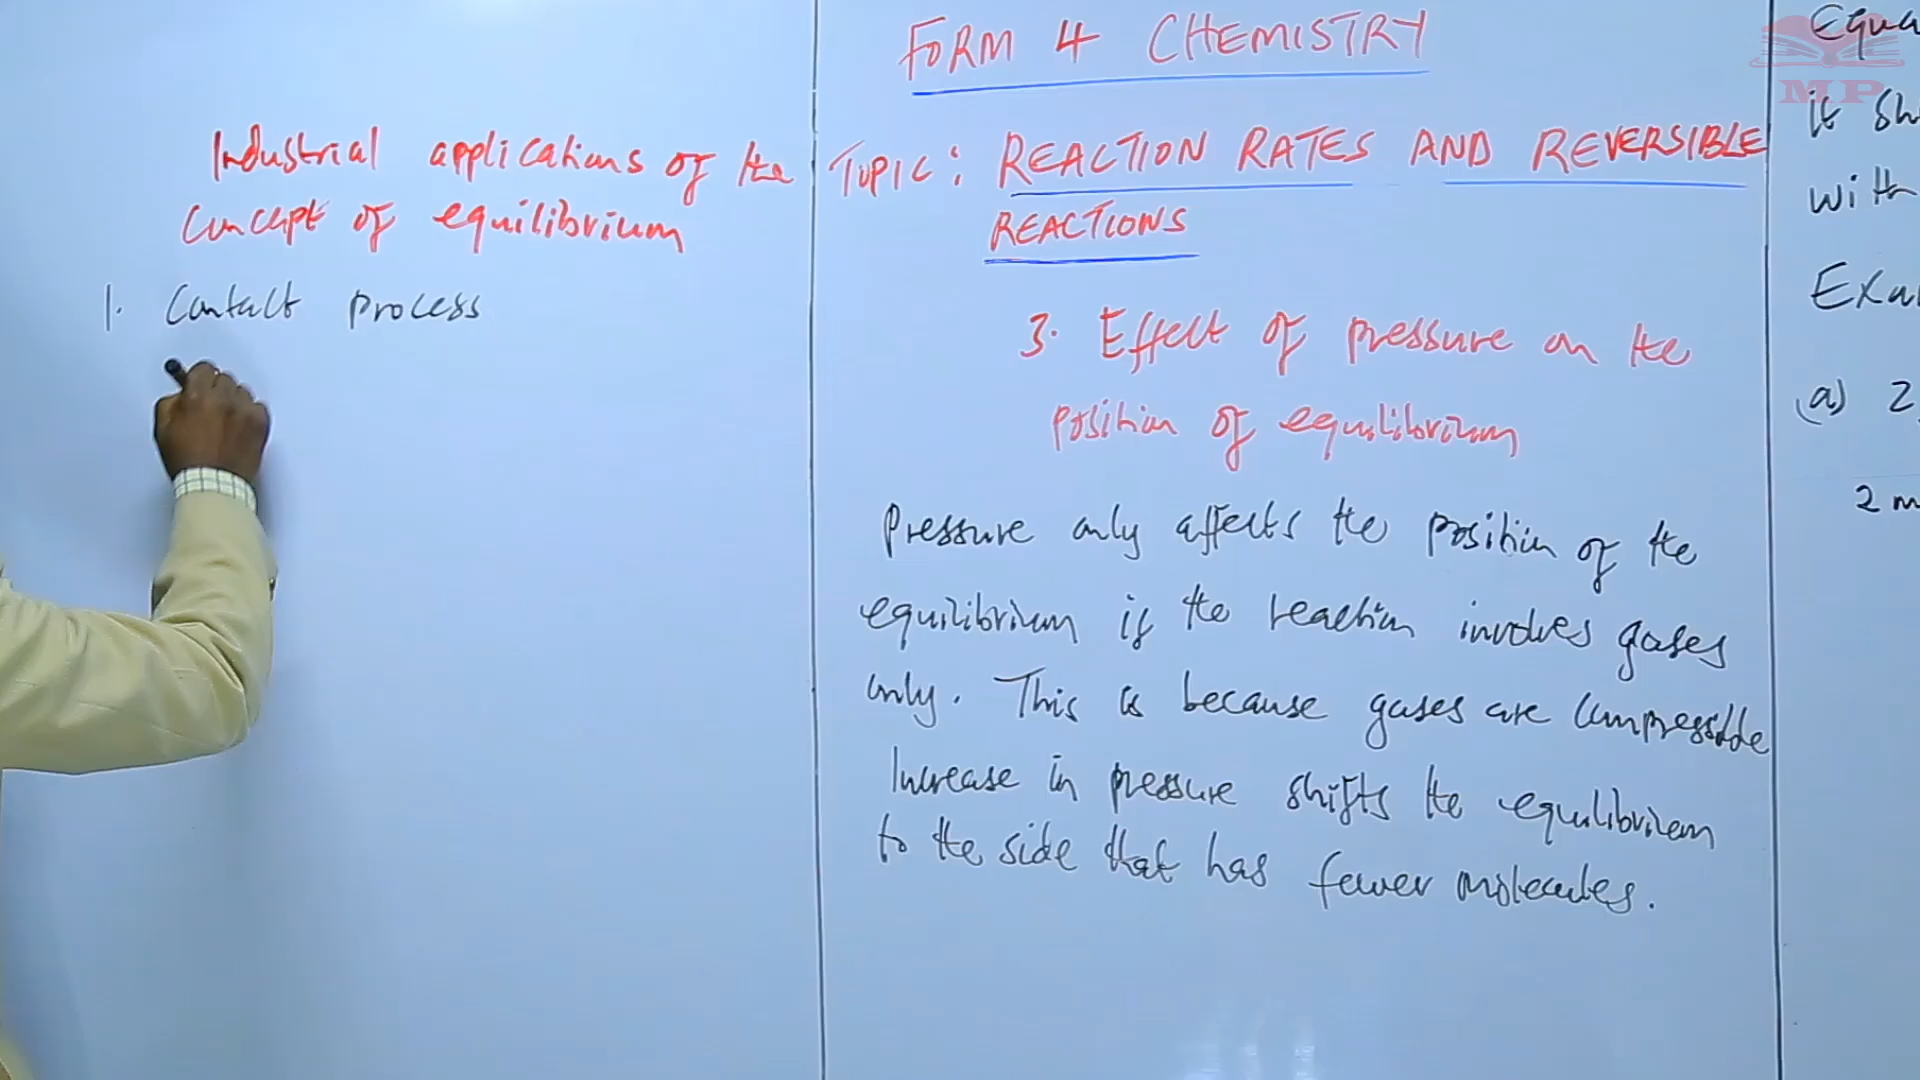 Industrial applications of the
concept of equilibrium
1. Contact process
FORM 4 CHEMISTRY
TOPIC: REACTION RATES AND REVERSIBLE
REACTIONS
3. Effect of pressure on the
position of equilibrium
Pressure only affects the position of the
equilibrium if the reaction involves gases
only. This is because gases are compressible
Increase in pressure shifts the equilibrium
to the side that has fewer molecules.
Equa
it sh
with
Exa
(a) 2
2 m
MP